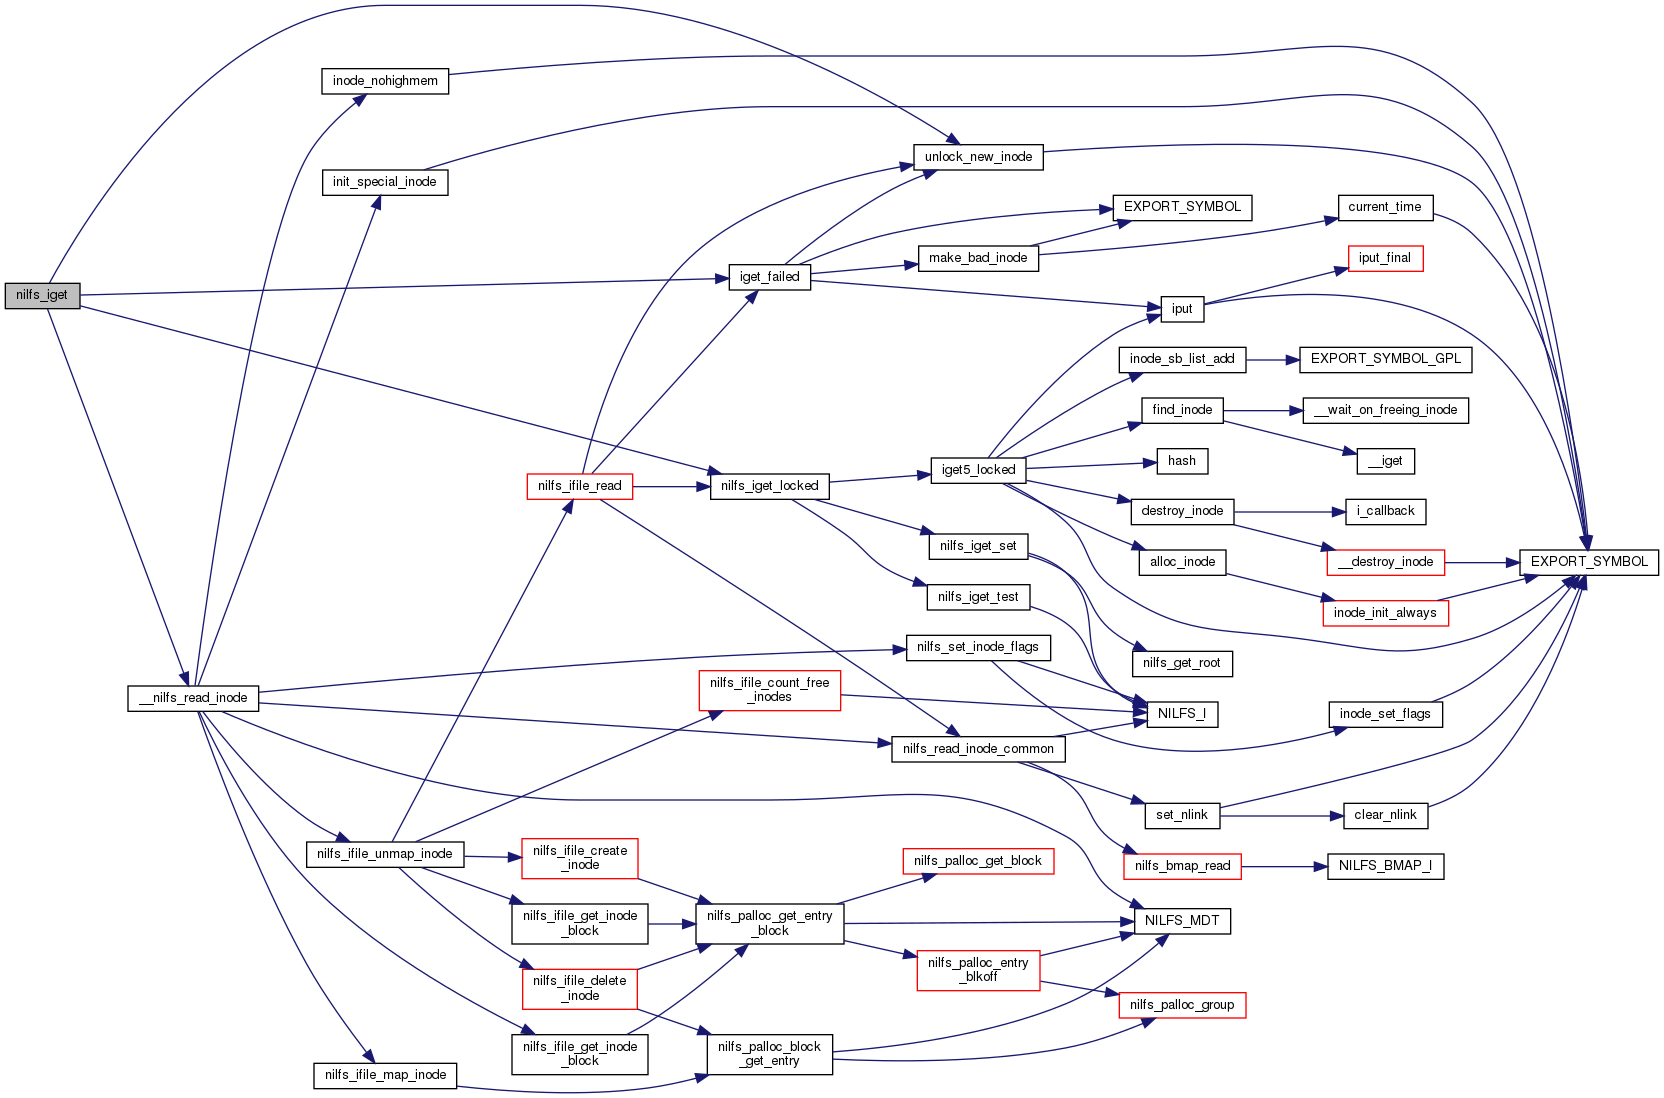 inode_nohighmem
unlock_new_inode
init_special_inode
EXPORT_SYMBOL
current_time
make_bad_inode
iput_final
iget_failed
nilfs_iget
iput
inode_sb_list_add
EXPORT_SYMBOL_GPL
find_inode
__wait_on_freeing_inode
iget5_locked
hash
__iget
nilfs_ifile_read
nilfs_iget_locked
destroy_inode
i_callback
nilfs_iget_set
alloc_inode
__destroy_inode
EXPORT_SYMBOL
nilfs_iget_test
inode_init_always
nilfs_set_inode_flags
nilfs_get_root
__nilfs_read_inode
nilfs_ifile_count_free
_inodes
NILFS_I
inode_set_flags
nilfs_read_inode_common
set_nlink
clear_nlink
nilfs_ifile_unmap_inode
nilfs_ifile_create
_inode
nilfs_palloc_get_block
nilfs_bmap_read
NILFS_BMAP_I
nilfs_ifile_get_inode
_block
nilfs_palloc_get_entry
_block
NILFS_MDT
nilfs_ifile_delete
_inode
nilfs_palloc_entry
_blkoff
nilfs_palloc_group
nilfs_ifile_get_inode
_block
nilfs_palloc_block
_get_entry
nilfs_ifile_map_inode